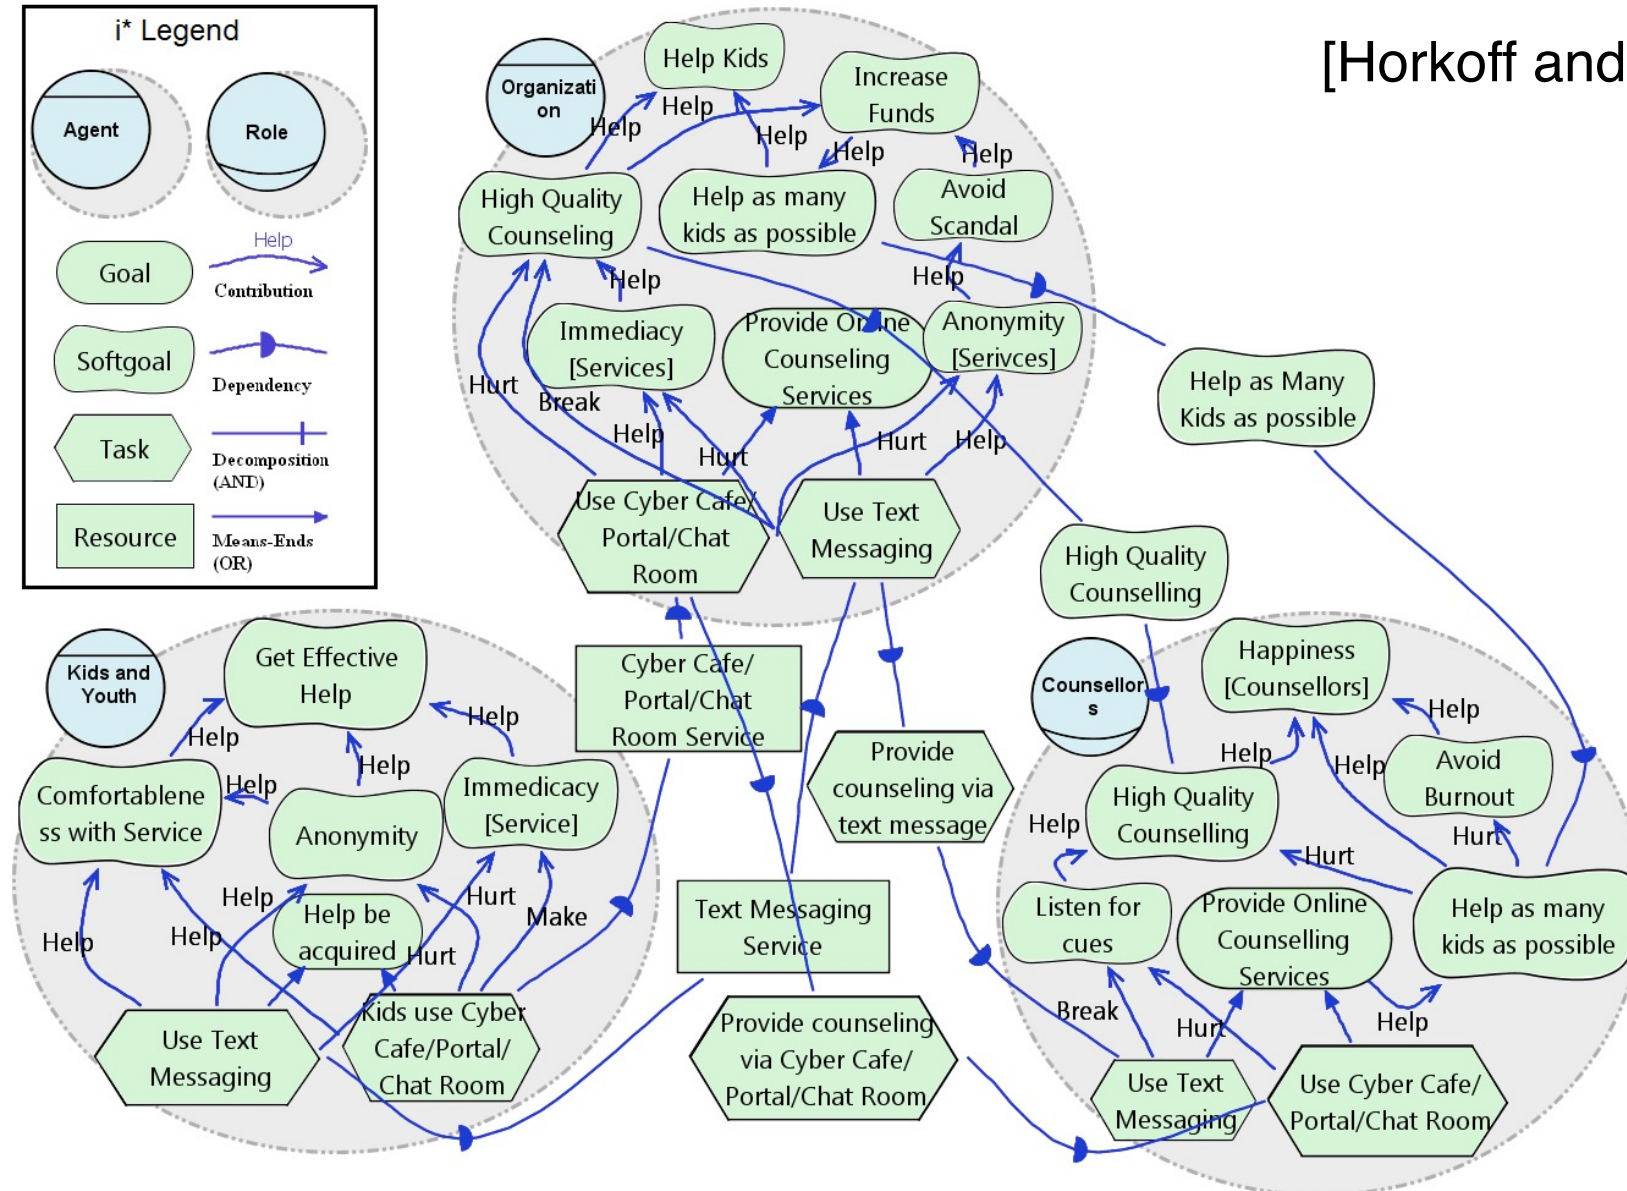 i* Legend
Agent
Role
Goal
Help
Contribution
Softgoal
Dependency
Task
Decomposition
(AND)
Resource
Means-Ends
(OR)
[Horkoff and
Organizati
on
Help Kids
Increase
Funds
Help
Help
Help
Help
Help
High Quality
Counseling
Help as many
kids as possible
Avoid
Scandal
Help
Help
Immediacy
[Services]
Provide Online
Counseling
Services
Anonymity
[Serivces]
Hurt
Break
Help
Hurt
Hurt
Help
Use Cyber Cafe/
Portal/Chat
Room
Use Text
Messaging
Help as Many
Kids as possible
High Quality
Counselling
Kids and
Youth
Get Effective
Help
Help
Help
Help
Help
Comfortablene
ss with Service
Anonymity
Immedicacy
[Service]
Help
Help
Help
Help be
acquired
Hurt
Hurt
Make
Use Text
Messaging
Kids use Cyber
Cafe/Portal/
Chat Room
Cyber Cafe/
Portal/Chat
Room Service
Provide
counseling via
text message
Text Messaging
Service
Provide counseling
via Cyber Cafe/
Portal/Chat Room
Counsellor
s
Happiness
[Counsellors]
Help
Help
Help
Avoid
Burnout
High Quality
Counselling
Help
Hurt
Hurt
Listen for
cues
Provide Online
Counselling
Services
Help as many
kids as possible
Break
Hurt
Help
Use Text
Messaging
Use Cyber Cafe/
Portal/Chat Room